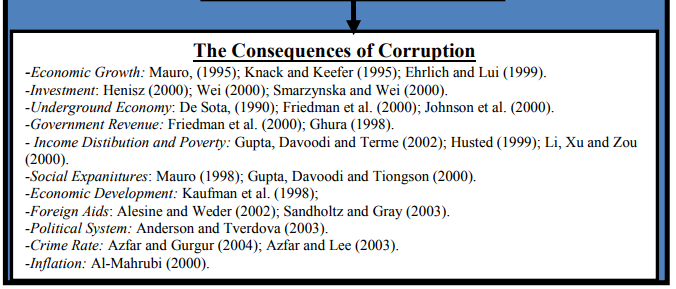 The Consequences of Corruption
-Economic Growth: Mauro, (1995); Knack and Keefer (1995); Ehrlich and Lui (1999).
-Investment: Henisz (2000); Wei (2000); Smarzynska and Wei (2000).
-Underground Economy: De Sota, (1990); Friedman et al. (2000); Johnson et al. (2000).
-Government Revenue: Friedman et al. (2000); Ghura (1998).
- Income Distibution and Poverty: Gupta, Davoodi and Terme (2002); Husted (1999); Li, Xu and Zou
(2000).
-Social Expaniıtures: Mauro (1998); Gupta, Davoodi and Tiongson (2000).
-Economic Development: Kaufman et al. (1998);
-Foreign Aids: Alesine and Weder (2002); Sandholtz and Gray (2003).
-Political System: Anderson and Tverdova (2003).
-Crime Rate: Azfar and Gurgur (2004); Azfar and Lee (2003).
-Inflation: Al-Mahrubi (2000).